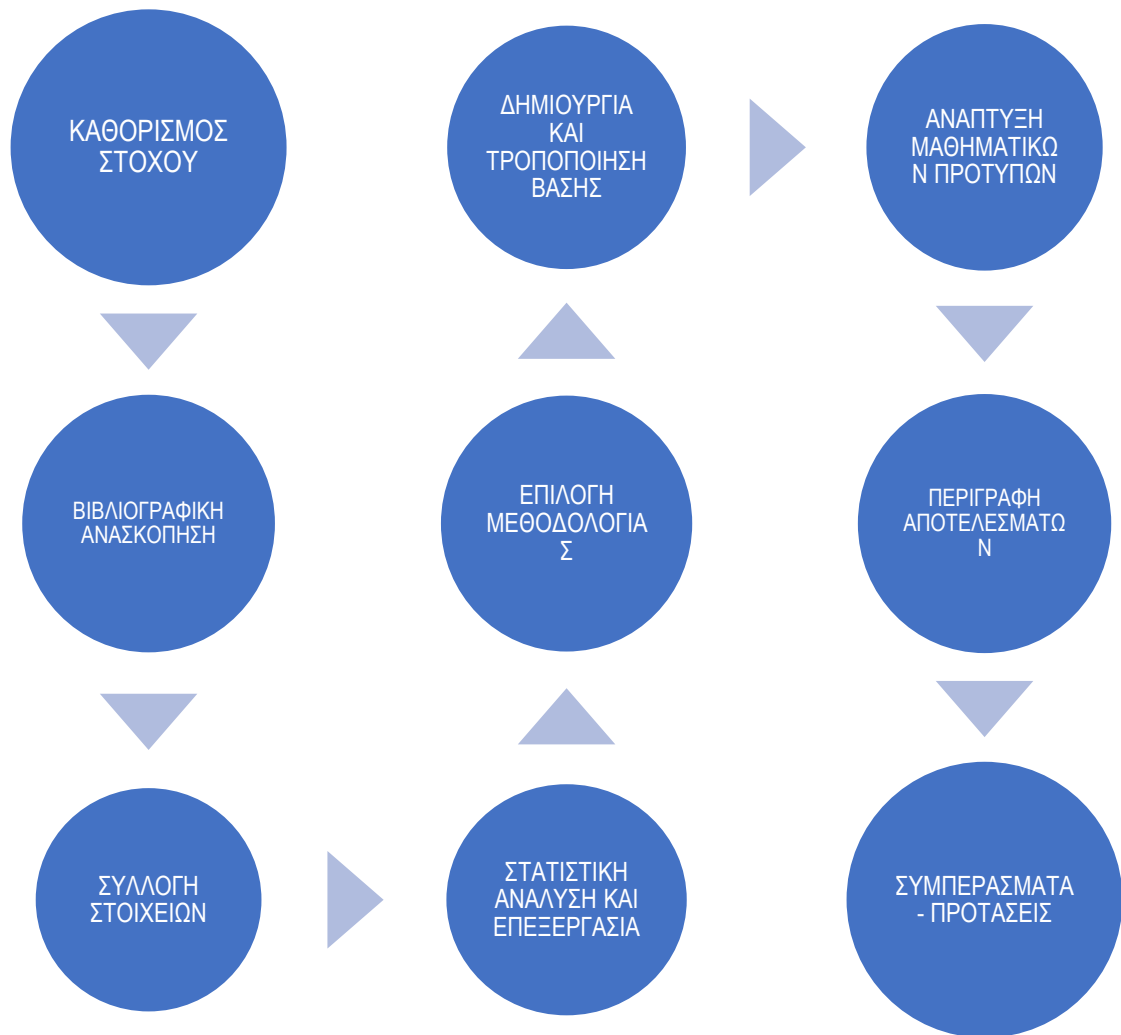 ΚΑΘΟΡΙΣΜΟΣ
ΣΤΟΧΟΥ
ΒΙΒΛΙΟΓΡΑΦΙΚΗ
ΑΝΑΣΚΟΠΗΣΗ
ΣΥΛΛΟΓΗ
ΣΤΟΙΧΕΙΩΝ
ΣΤΑΤΙΣΤΙΚΗ
ΑΝΑΛΥΣΗ ΚΑΙ
ΕΠΕΞΕΡΓΑΣΙΑ
ΕΠΙΛΟΓΗ
ΜΕΘΟΔΟΛΟΓΙΑ
Σ
ΔΗΜΙΟΥΡΓΙΑ
ΚΑΙ
ΤΡΟΠΟΠΟΙΗΣΗ
ΒΑΣΗΣ
ΑΝΑΠΤΥΞΗ
ΜΑΘΗΜΑΤΙΚΩ
Ν ΠΡΟΤΥΠΩΝ
ΠΕΡΙΓΡΑΦΗ
ΑΠΟΤΕΛΕΣΜΑΤΩ
Ν
ΣΥΜΠΕΡΑΣΜΑΤΑ
- ΠΡΟΤΑΣΕΙΣ